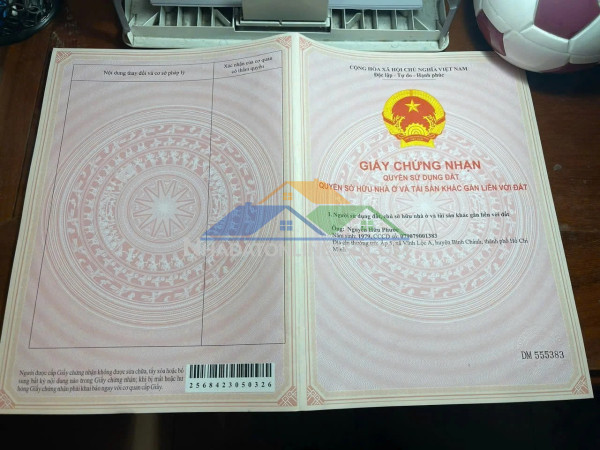 Nội dung thay đổi và cơ sở pháp lý
Xác nhận của cơ quan
có thẩm quyền
Người được cấp Giấy chứng nhận không được sửa chữa, tẩy xóa hoặc bổ
sung bất kỳ nội dung nào trong Giấy chứng nhận; khi bị mất hoặc hư
hỏng Giấy chứng nhận phải khai báo ngay với cơ quan cấp Giấy.
2568423050326
CỘNG HÒA XÃ HỘI CHỦ NGHĨA VIỆT NAM
Độc lập - Tự do - Hạnh phúc
GIẤY CHỨNG NHẬN
QUYỀN SỬ DỤNG ĐẤT
QUYỀN SỞ HỮU NHÀ Ở VÀ TÀI SẢN KHÁC GẮN LIỀN VỚI ĐẤT
I. Người sử dụng đất, chủ sở hữu nhà ở và tài sản khác gắn liền với đất
Ông: Nguyễn Hữu Phước
Năm sinh: 1979, CCCD số: 079079001383
Địa chỉ thường trú: Ấp 5, xã Vĩnh Lộc A, huyện Bình Chánh, thành phố Hồ Chí
Minh.
DM 555383